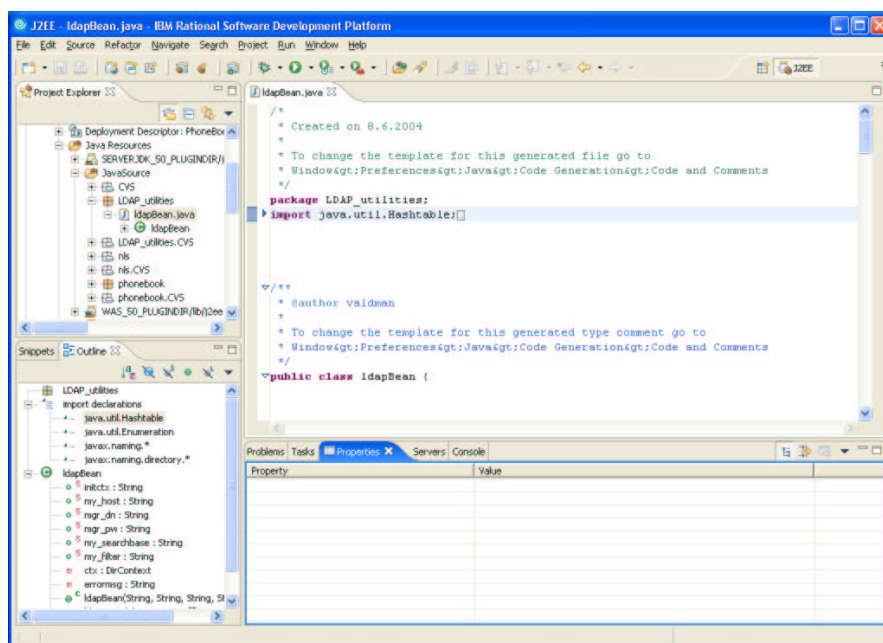 J2EE - ldapBean.java - IBM Rational Software Development Platform
File Edit Source Refactor Navigate Search Project Run Window Help
J2EE
Project Explorer
Deployment Descriptor: PhoneBoo
Java Resources
SERVERJDK_50_PLUGINDIR/j
JavaSource
CVS
LDAP_utilities
ldapBean.java
ldapBean
LDAP_utilities.CVS
nls
nls.CVS
phonebook
phonebook.CVS
WAS_50_PLUGINDIR/lib/j2ee
ldapBean.java
/*
* Created on 8.6.2004
*
* To change the template for this generated file go to
* Window&gt;Preferences&gt;Java&gt;Code Generation&gt;Code and Comments
*/
package LDAP_utilities;
import java.util.Hashtable;
/**
* @author valdman
*
* To change the template for this generated type comment go to
* Window&gt;Preferences&gt;Java&gt;Code Generation&gt;Code and Comments
*/
public class ldapBean {
Snippets Outline
LDAP_utilities
import declarations
java.util.Hashtable
java.util.Enumeration
javax.naming.*
javax.naming.directory.*
ldapBean
initctx : String
my_host : String
mgr_dn : String
mgr_pw : String
my_searchbase : String
my_filter : String
ctx : DirContext
errormsg : String
ldapBean(String, String, String, St
Problems Tasks Properties Servers Console
Property Value